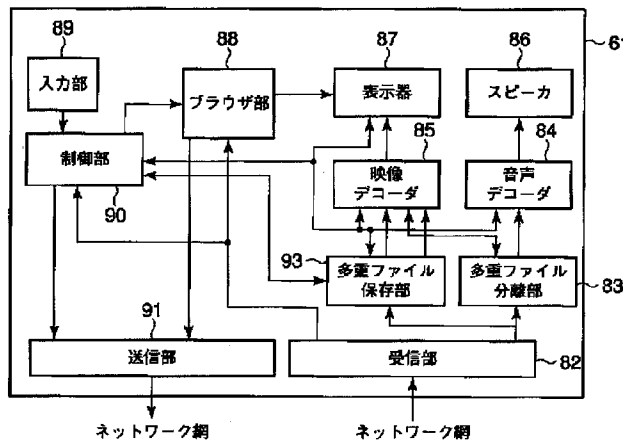 89
入力部
88
ブラウザ部
87
表示器
86
スピーカ
61
制御部
90
85
映像
デコーダ
84
音声
デコーダ
93
多重ファイル
保存部
多重ファイル
分離部
83
91
送信部
受信部
82
ネットワーク網
ネットワーク網